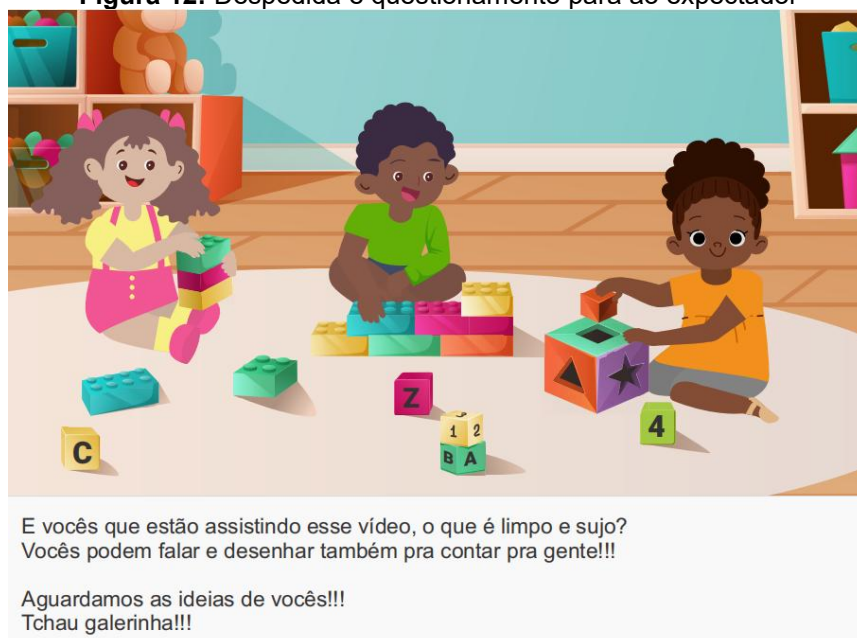 Figura 12: Despedida e questionamento para ao expectador
C
Z
1 2
B A
4
E vocês que estão assistindo esse vídeo, o que é limpo e sujo?
Vocês podem falar e desenhar também pra contar pra gente!!!
Aguardamos as ideias de vocês!!!
Tchau galerinha!!!